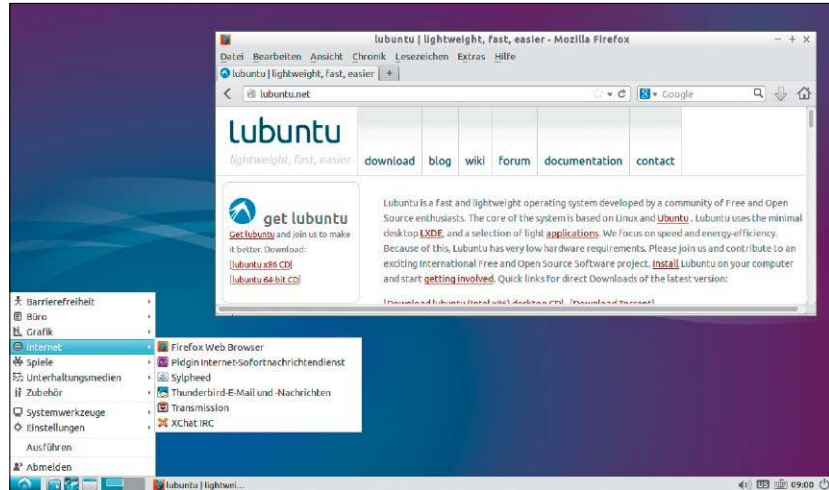 lubuntu | lightweight, fast, easier - Mozilla Firefox
Datei Bearbeiten Ansicht Chronik Lesezeichen Extras Hilfe
lubuntu | lightweight, fast, easier
lubuntu.net
Google
lubuntu
lightweight, fast, easier
download blog wiki forum documentation contact
get lubuntu
Get lubuntu and join us to make
it better. Download:
[lubuntu x86 CD]
[lubuntu 64-bit CD]
Lubuntu is a fast and lightweight operating system developed by a community of Free and Open
Source enthusiasts. The core of the system is based on Linux and Ubuntu . Lubuntu uses the minimal
desktop LXDE, and a selection of light applications. We focus on speed and energy-efficiency.
Because of this, Lubuntu has very low hardware requirements. Please join us and contribute to an
exciting international Free and Open Source Software project. Install Lubuntu on your computer
and start getting involved. Quick links for direct Downloads of the latest version:
[Download lubuntu (Intel x86) desktop CD] [Download Torrent]
Barrierefreiheit
Büro
Grafik
Internet
Spiele
Unterhaltungsmedien
Zubehör
Systemwerkzeuge
Einstellungen
Ausführen
Abmelden
Firefox Web Browser
Pidgin Internet-Sofortnachrichtendienst
Sylpheed
Thunderbird-E-Mail und -Nachrichten
Transmission
XChat IRC
lubuntu | lightwei...
US
09:00